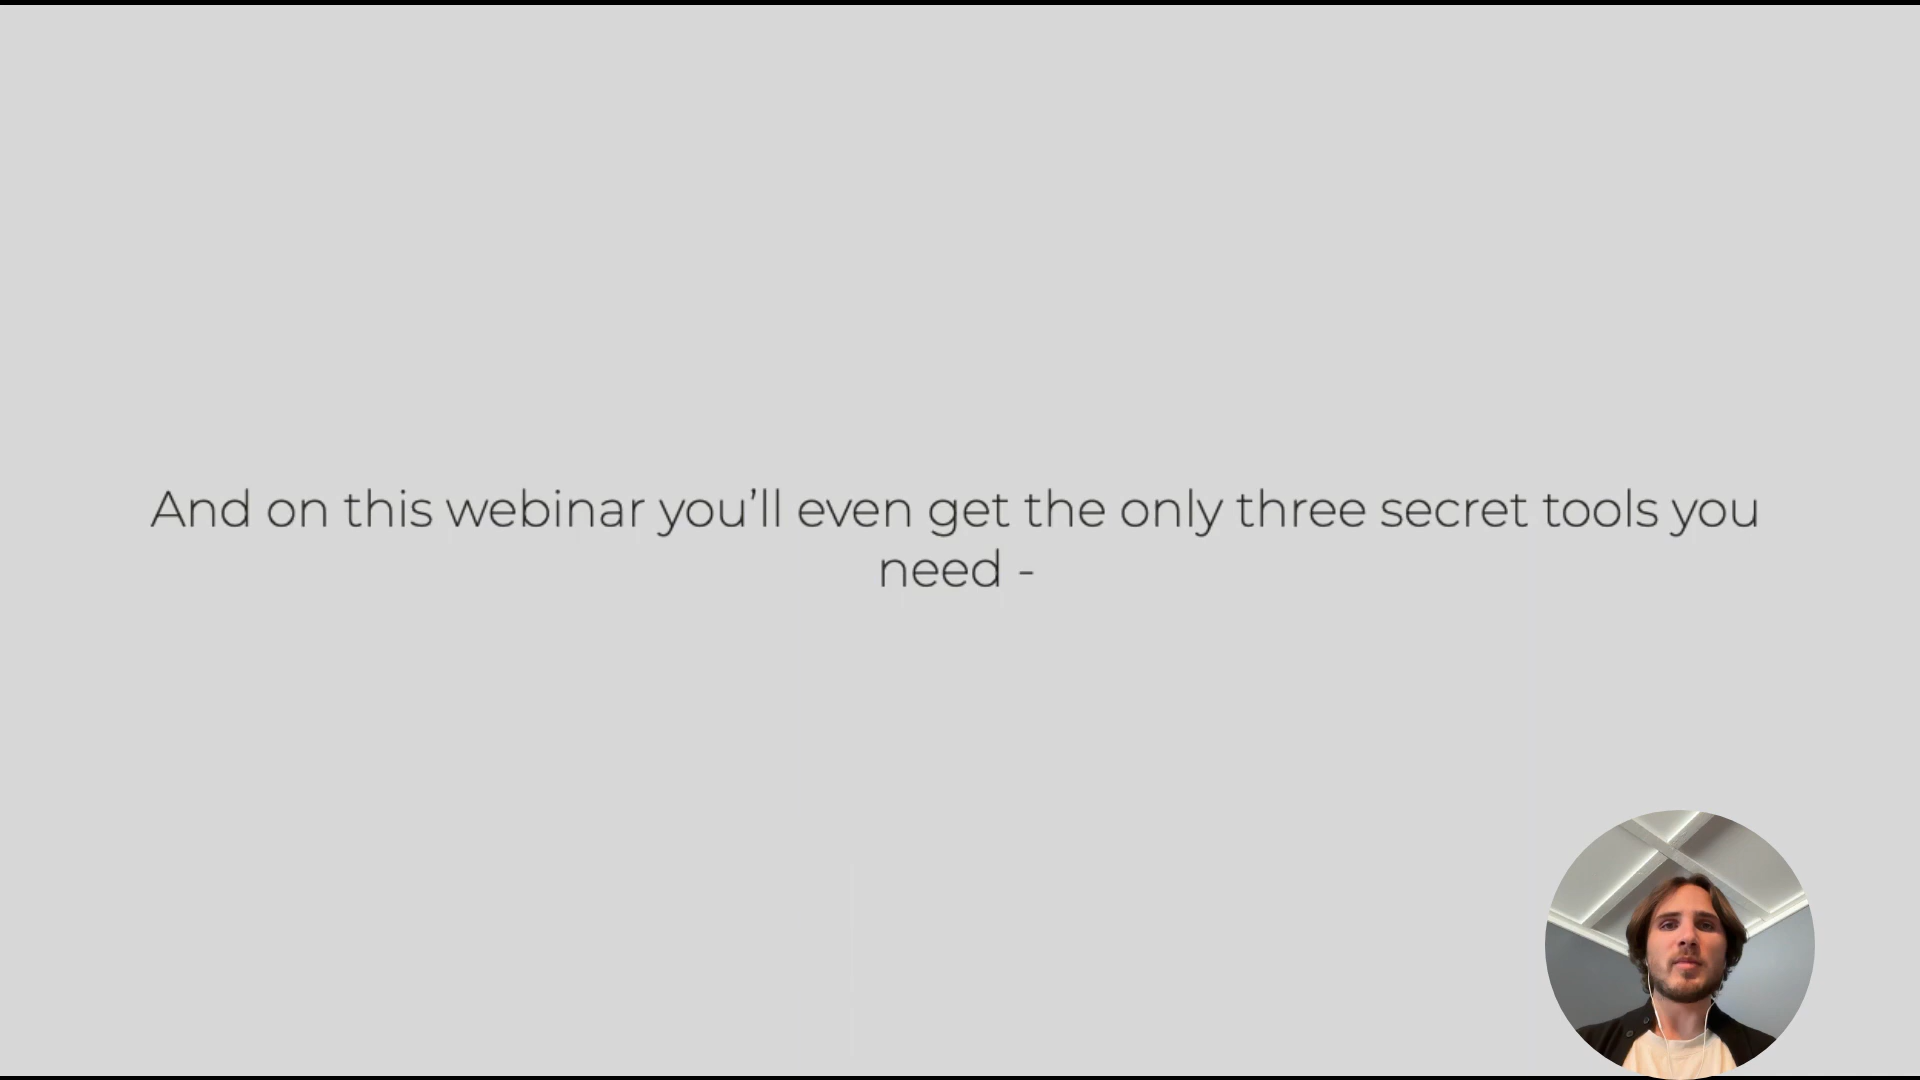 And on this webinar you’ll even get the only three secret tools you
need -